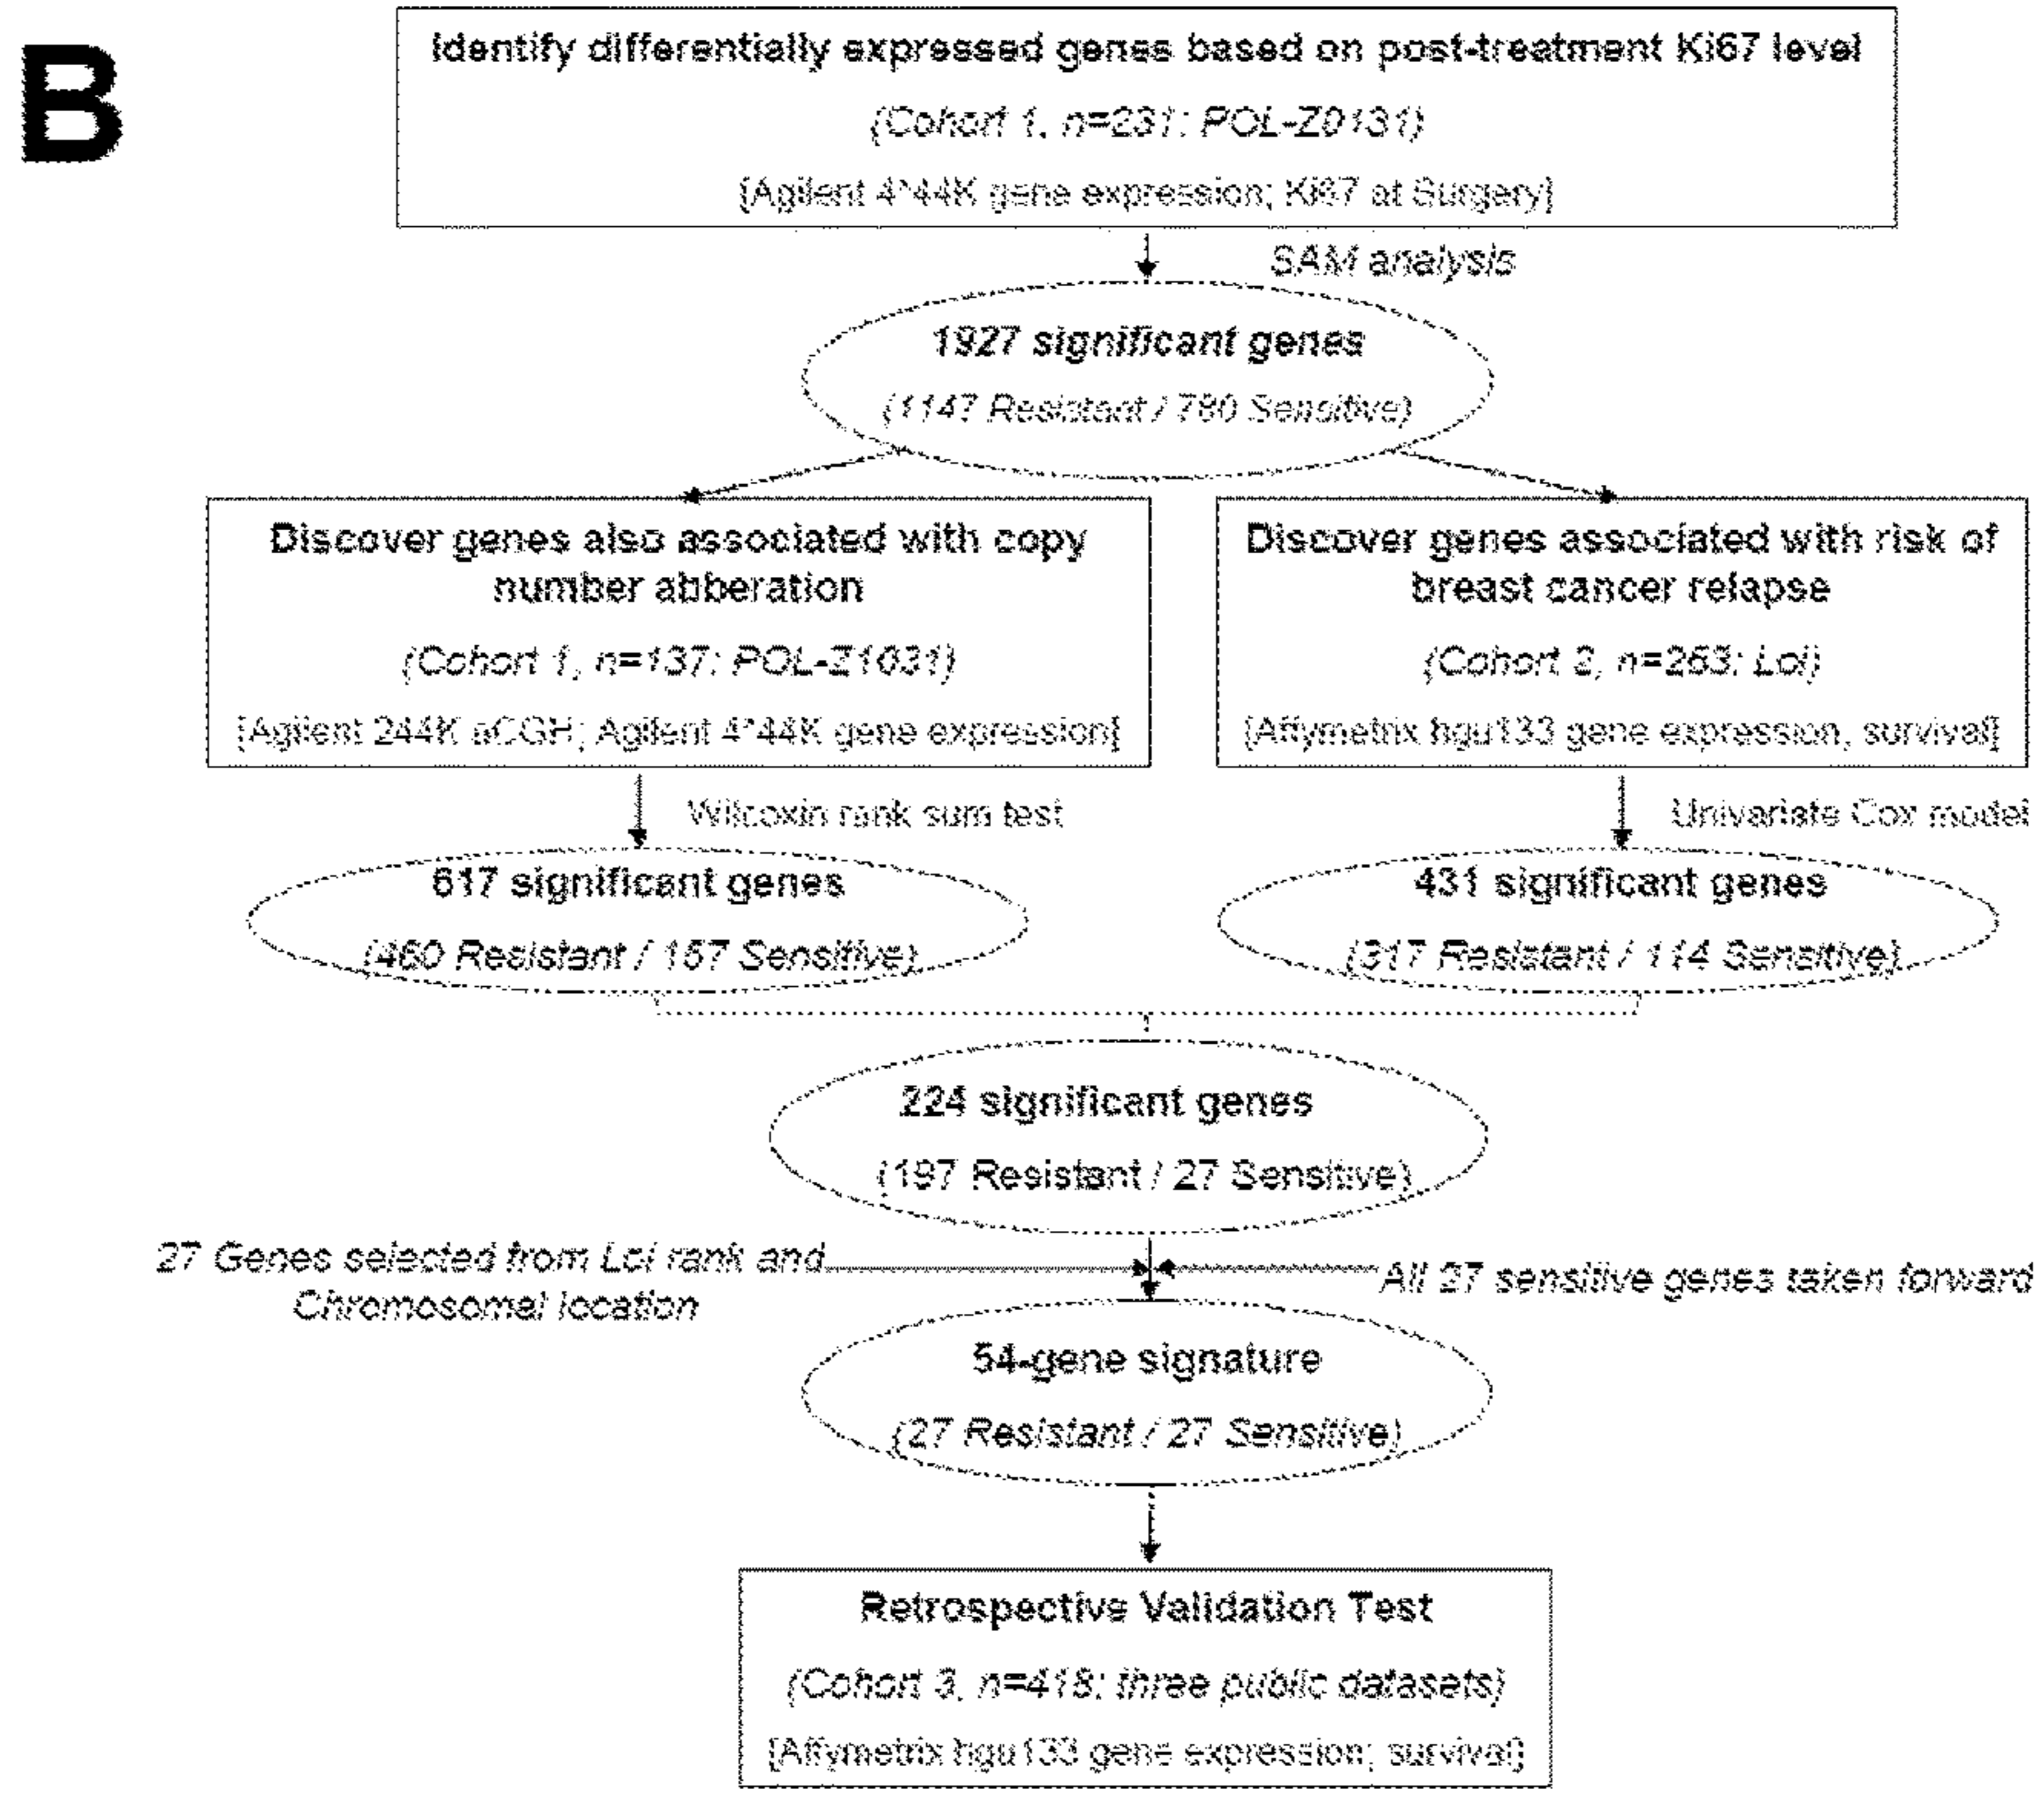 B
Identify differentially expressed genes based on post-treatment Ki67 level
(Cohort 1, n=231; POL-Z0131)
[Agilent 4*44K gene expression; Ki67 at Surgery]
SAM analysis
1927 significant genes
(1147 Resistant / 780 Sensitive)
Discover genes also associated with copy
number abberation
(Cohort 1, n=137; POL-Z1031)
[Agilent 244K aCGH; Agilent 4*44K gene expression]
Discover genes associated with risk of
breast cancer relapse
(Cohort 2, n=263; Loi)
[Affymetrix hgu133 gene expression, survival]
Wilcoxin rank sum test
Univariate Cox model
617 significant genes
(460 Resistant / 157 Sensitive)
431 significant genes
(317 Resistant / 114 Sensitive)
224 significant genes
(197 Resistant / 27 Sensitive)
27 Genes selected from Loi rank and
Chromosomal location
All 27 sensitive genes taken forward
54-gene signature
(27 Resistant / 27 Sensitive)
Retrospective Validation Test
(Cohort 3, n=418; three public datasets)
[Affymetrix hgu133 gene expression; survival]